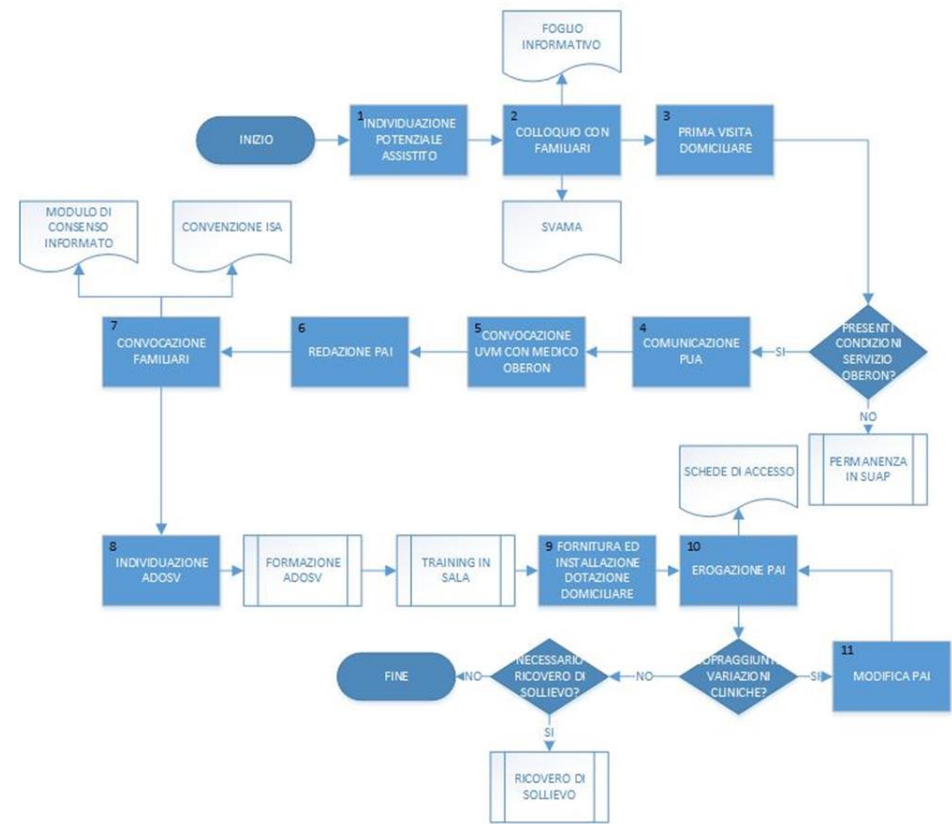 FOGLIO
INFORMATIVO
INIZIO
1
INDIVIDUAZIONE
POTENZIALE
ASSISTITO
2
COLLOQUIO CON
FAMILIARI
3
PRIMA VISITA
DOMICILIARE
MODULO DI
CONSENSO
INFORMATO
CONVENZIONE ISA
SVAMA
7
CONVOCAZIONE
FAMILIARI
6
REDAZIONE PAI
5
CONVOCAZIONE
UVM CON MEDICO
OBERON
4
COMUNICAZIONE
PUA
SI
PRESENTI
CONDIZIONI
SERVIZIO
OBERON?
NO
PERMANENZA
IN SUAP
SCHEDE DI ACCESSO
8
INDIVIDUAZIONE
ADOSV
FORMAZIONE
ADOSV
TRAINING IN
SALA
9
FORNITURA ED
INSTALLAZIONE
DOTAZIONE
DOMICILIARE
10
EROGAZIONE PAI
FINE
NO
NECESSARIO
RICOVERO DI
SOLLIEVO?
NO
OPRAGGIUNT
VARIAZIONI
CLINICHE?
SI
11
MODIFICA PAI
SI
RICOVERO DI
SOLLIEVO